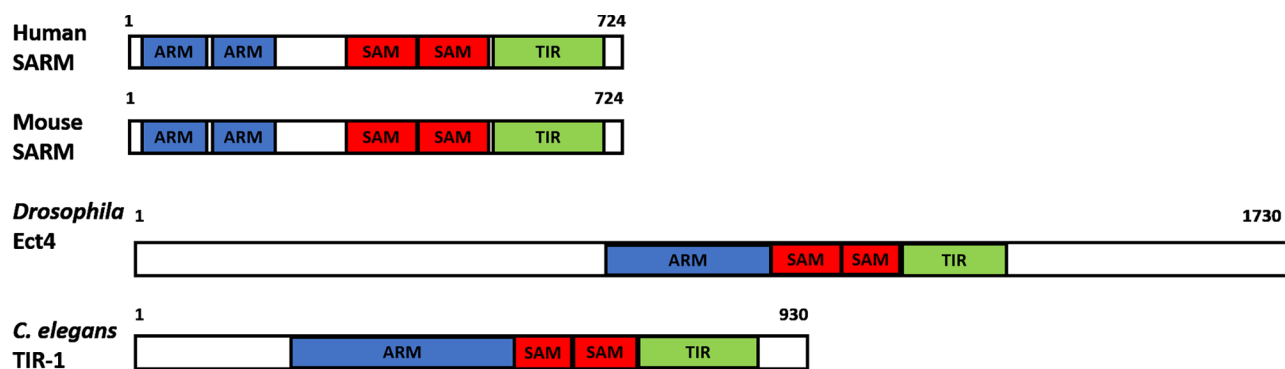 Human
SARM
1 724
ARM ARM SAM SAM TIR
Mouse
SARM
1 724
ARM ARM SAM SAM TIR
Drosophila
Ect4
1 1730
ARM SAM SAM TIR
C. elegans
TIR-1
1 930
ARM SAM SAM TIR